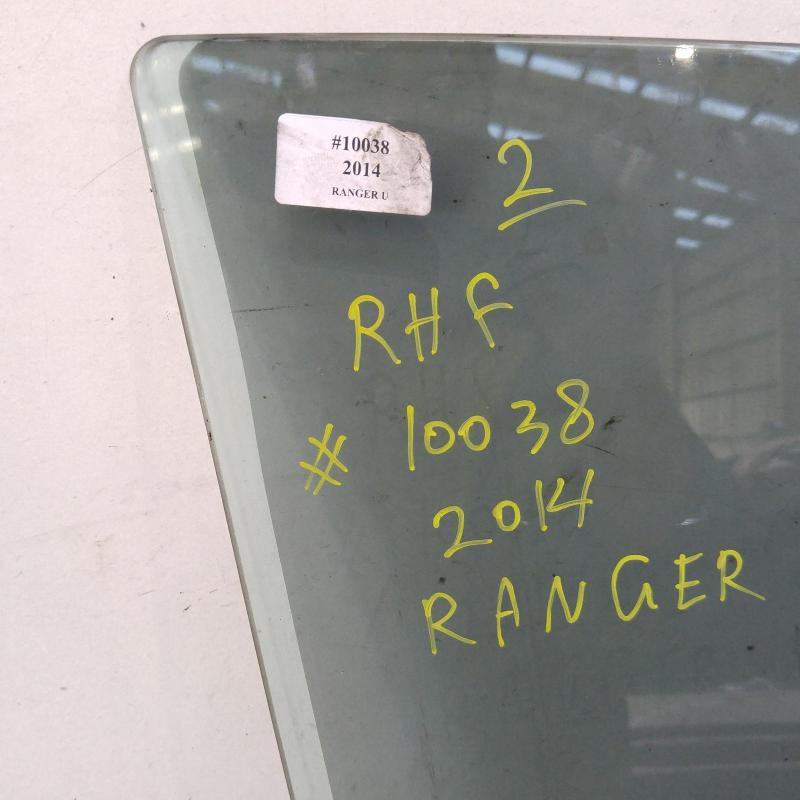 #10038
2014
RANGER U
2
RHF
# 10038
2014
RANGER